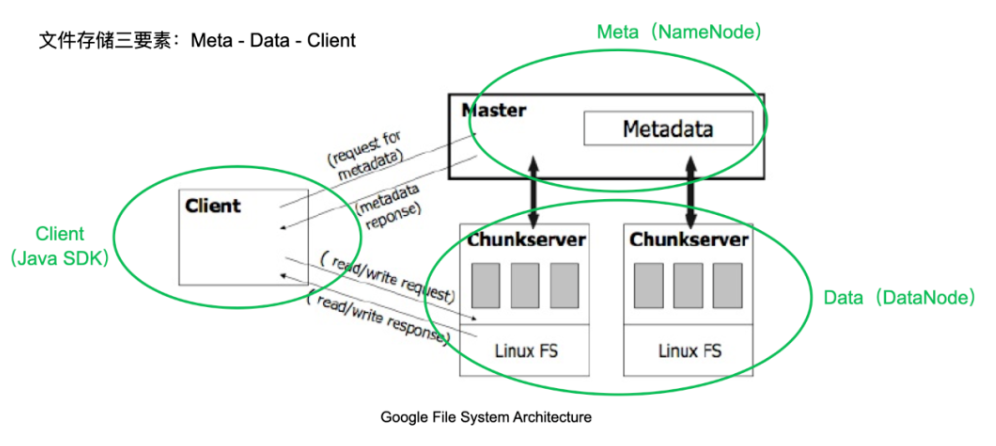 文件存储三要素：Meta - Data - Client
Meta（NameNode）
Master
Metadata
(request for
metadata)
(metadata
reponse)
Client
Client
（Java SDK）
Chunkserver
Chunkserver
( read/write request)
( read/write response)
Data（DataNode）
Linux FS
Linux FS
Google File System Architecture